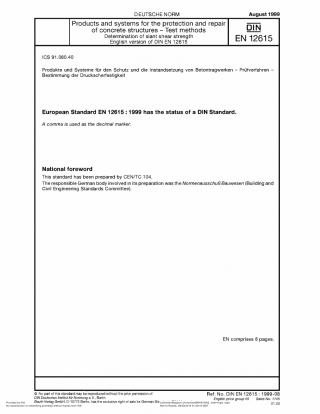 DEUTSCHE NORM
August 1999
Products and systems for the protection and repair
of concrete structures – Test methods
Determination of slant shear strength
English version of DIN EN 12615
DIN
EN 12615
ICS 91.080.40
Produkte und Systeme für den Schutz und die Instandsetzung von Betontragwerken – Prüfverfahren –
Bestimmung der Druckscherfestigkeit
European Standard EN 12615 : 1999 has the status of a DIN Standard.
A comma is used as the decimal marker.
National foreword
This standard has been prepared by CEN/TC 104.
The responsible German body involved in its preparation was the Normenausschuß Bauwesen (Building and
Civil Engineering Standards Committee).
EN comprises 8 pages.
© No part of this standard may be reproduced without the prior permission of
DIN Deutsches Institut für Normung e. V., Berlin.
Beuth Verlag GmbH, D-10772 Berlin, has the exclusive right of sale for German
Ref. No. DIN EN 12615 : 1999-08
English price group 05 Sales No.